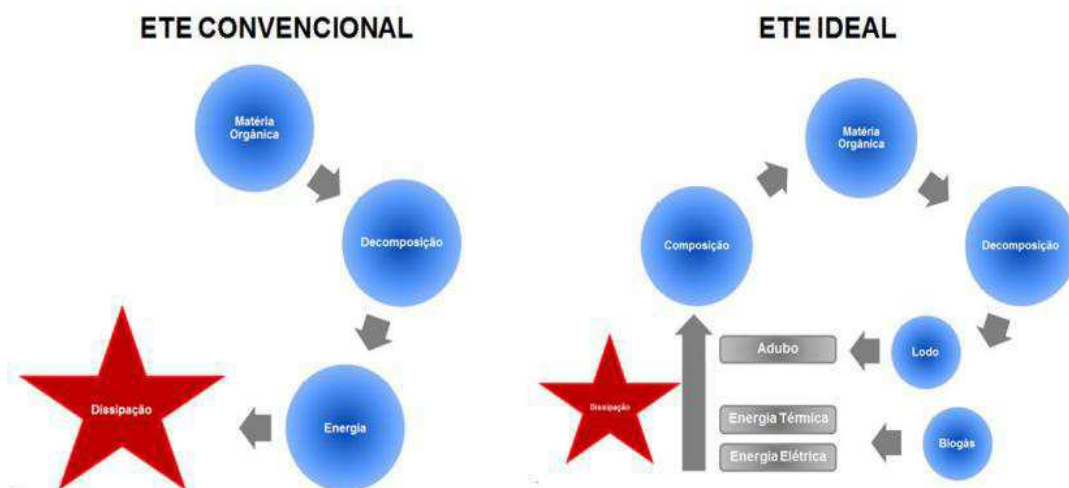 ETE CONVENCIONAL
Matéria
Orgânica
Decomposição
Energia
Dissipação
ETE IDEAL
Matéria
Orgânica
Decomposição
Composição
Lodo
Adubo
Dissipação
Energia Térmica
Energia Elétrica
Biogás